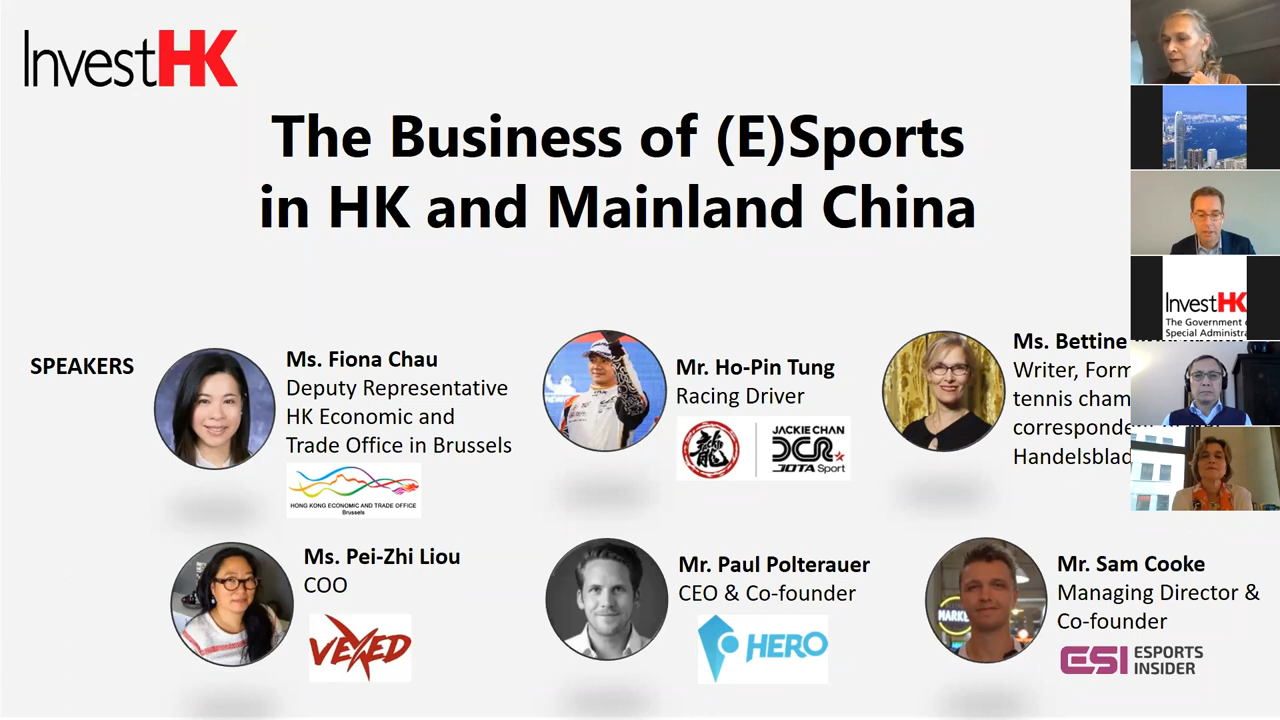 InvestHK
The Business of (E)Sports
in HK and Mainland China
SPEAKERS
Ms. Fiona Chau
Deputy Representative
HK Economic and
Trade Office in Brussels
HONG KONG ECONOMIC AND TRADE OFFICE
Brussels
Mr. Ho-Pin Tung
Racing Driver
龍
JACKIE CHAN
DCR
JOTA Sport
Ms. Bettine
Writer, Form
tennis cham
corresponde
Handelsblad
InvestHK
The Government o
Special Administra
Ms. Pei-Zhi Liou
COO
VEXED
Mr. Paul Polterauer
CEO & Co-founder
HERO
MARKE
Mr. Sam Cooke
Managing Director &
Co-founder
ESI ESPORTS
INSIDER